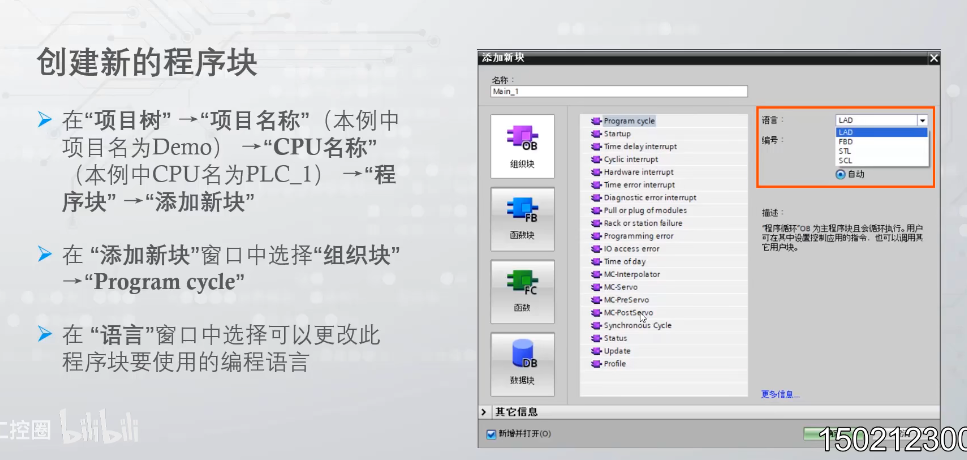 创建新的程序块
在“项目树” →“项目名称”（本例中
项目名为Demo） →“CPU名称”
（本例中CPU名为PLC_1） →“程
序块” →“添加新块”
在 “添加新块”窗口中选择“组织块”
→“Program cycle”
在 “语言”窗口中选择可以更改此
程序块要使用的编程语言
工控圈 bilibili
添加新块
名称：
Main_1
OB
组织块
FB
函数块
FC
函数
DB
数据块
Program cycle
Startup
Time delay interrupt
Cyclic interrupt
Hardware interrupt
Time error interrupt
Diagnostic error interrupt
Pull or plug of modules
Rack or station failure
Programming error
IO access error
Time of day
MC-Interpolator
MC-Servo
MC-PreServo
MC-PostServo
Synchronous Cycle
Status
Update
Profile
语言：
LAD
编号：
LAD
FBD
STL
SCL
自动
描述：
“程序循环”OB 为主程序块且会循环执行。用户
可在其中设置控制应用的指令，也可以调用其
它用户块。
更多信息...
其它信息
新增并打开(O)
150212300